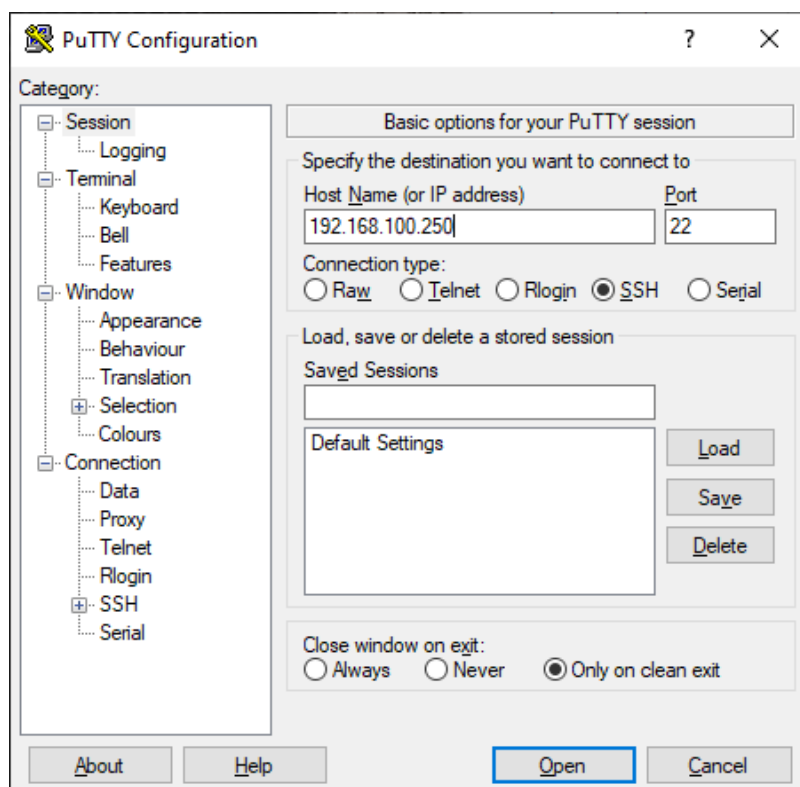 PuTTY Configuration
?
Category:
Session
Logging
Terminal
Keyboard
Bell
Features
Window
Appearance
Behaviour
Translation
Selection
Colours
Connection
Data
Proxy
Telnet
Rlogin
SSH
Serial
Basic options for your PuTTY session
Specify the destination you want to connect to
Host Name (or IP address) Port
192.168.100.250 22
Connection type:
Raw Telnet Rlogin SSH Serial
Load, save or delete a stored session
Saved Sessions
Default Settings
Load
Save
Delete
Close window on exit:
Always Never Only on clean exit
About Help Open Cancel